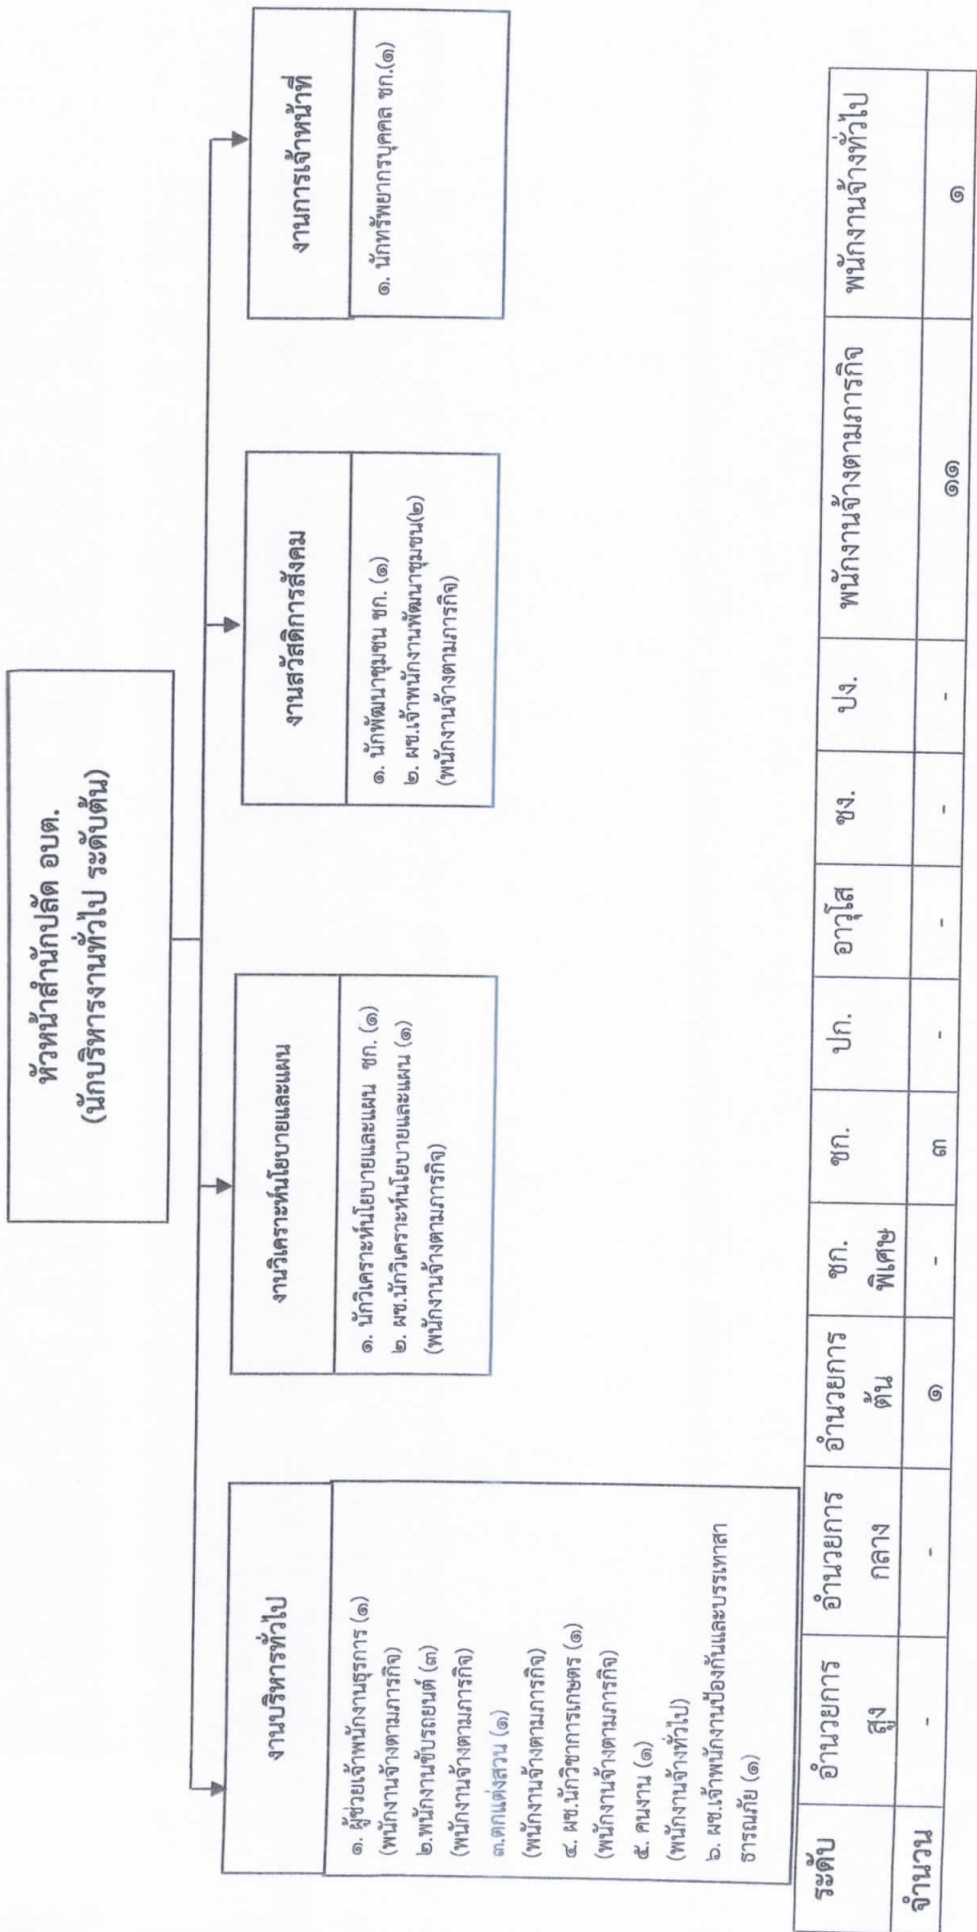 หัวหน้าสำนักปลัด อบต.
(นักบริหารงานทั่วไป ระดับต้น)
งานบริหารทั่วไป
๑. ผู้ช่วยเจ้าพนักงานธุรการ (๑)
(พนักงานจ้างตามภารกิจ)
๒.พนักงานขับรถยนต์ (๓)
(พนักงานจ้างตามภารกิจ)
๓.ตกแต่งสวน (๑)
(พนักงานจ้างตามภารกิจ)
๔. ผช.นักวิชาการเกษตร (๑)
(พนักงานจ้างตามภารกิจ)
๕. คนงาน (๑)
(พนักงานจ้างทั่วไป)
๖. ผช.เจ้าพนักงานป้องกันและบรรเทาสา
ธารณภัย (๑)
งานวิเคราะห์นโยบายและแผน
๑. นักวิเคราะห์นโยบายและแผน ชก. (๑)
๒. ผช.นักวิเคราะห์นโยบายและแผน (๑)
(พนักงานจ้างตามภารกิจ)
งานสวัสดิการสังคม
๑. นักพัฒนาชุมชน ชก. (๑)
๒. ผช.เจ้าพนักงานพัฒนาชุมชน(๒)
(พนักงานจ้างตามภารกิจ)
งานการเจ้าหน้าที่
๑. นักทรัพยากรบุคคล ชก.(๑)
ระดับ อำนวยการ สูง อำนวยการ กลาง อำนวยการ ต้น ชก. พิเศษ ชก. ปก. อาวุโส ชง. ปง. พนักงานจ้างตามภารกิจ พนักงานจ้างทั่วไป
จำนวน - - ๑ - ๓ - - - - ๑๑ ๑